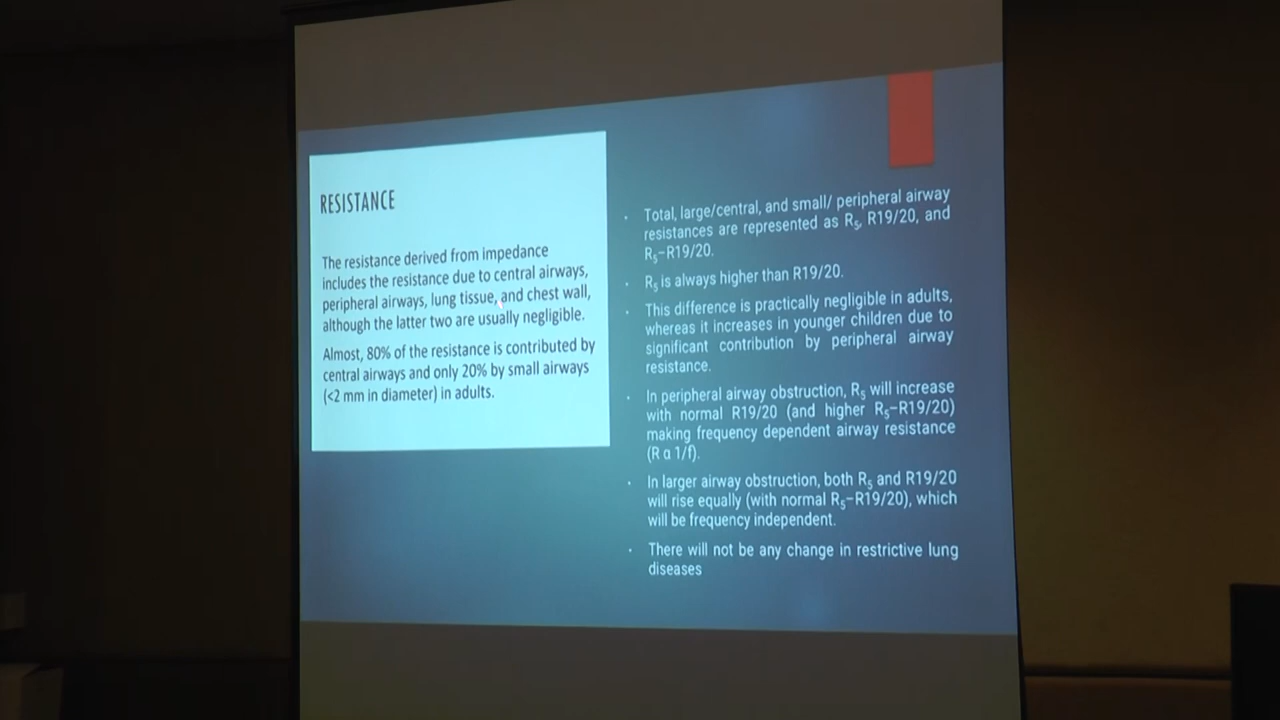 RESISTANCE
The resistance derived from impedance
includes the resistance due to central airways,
peripheral airways, lung tissue, and chest wall,
although the latter two are usually negligible.
Almost, 80% of the resistance is contributed by
central airways and only 20% by small airways
(<2 mm in diameter) in adults.
• Total, large/central, and small/ peripheral airway
resistances are represented as R₅, R19/20, and
R₅–R19/20.
• R₅ is always higher than R19/20.
• This difference is practically negligible in adults,
whereas it increases in younger children due to
significant contribution by peripheral airway
resistance.
• In peripheral airway obstruction, R₅ will increase
with normal R19/20 (and higher R₅–R19/20)
making frequency dependent airway resistance
(R α 1/f).
• In larger airway obstruction, both R₅ and R19/20
will rise equally (with normal R₅–R19/20), which
will be frequency independent.
• There will not be any change in restrictive lung
diseases